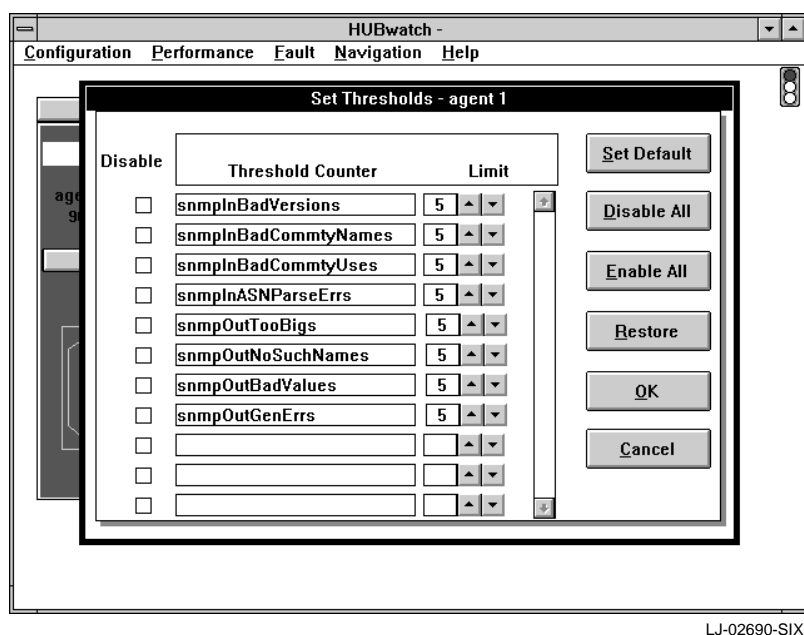 HUBwatch -
Configuration Performance Fault Navigation Help
Set Thresholds - agent 1
Disable Threshold Counter Limit
snmpInBadVersions 5
snmpInBadCommtyNames 5
snmpInBadCommtyUses 5
snmpInASNParseErrs 5
snmpOutTooBigs 5
snmpOutNoSuchNames 5
snmpOutBadValues 5
snmpOutGenErrs 5
Set Default
Disable All
Enable All
Restore
OK
Cancel
age
9
LJ-02690-SIX